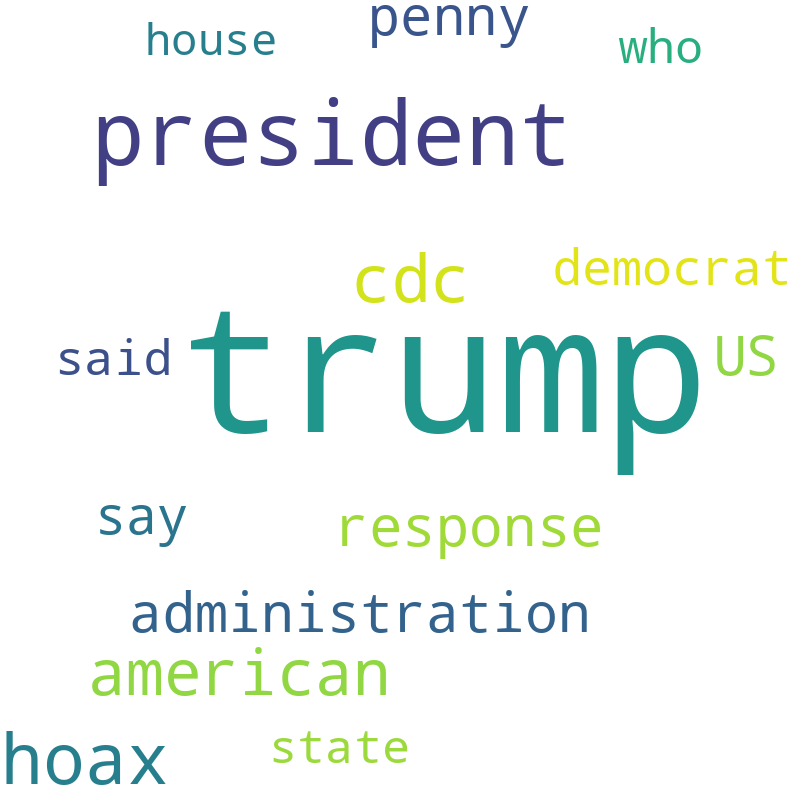 penny
house
who
president
cdc
democrat
trump
said
US
say
response
administration
american
hoax
state